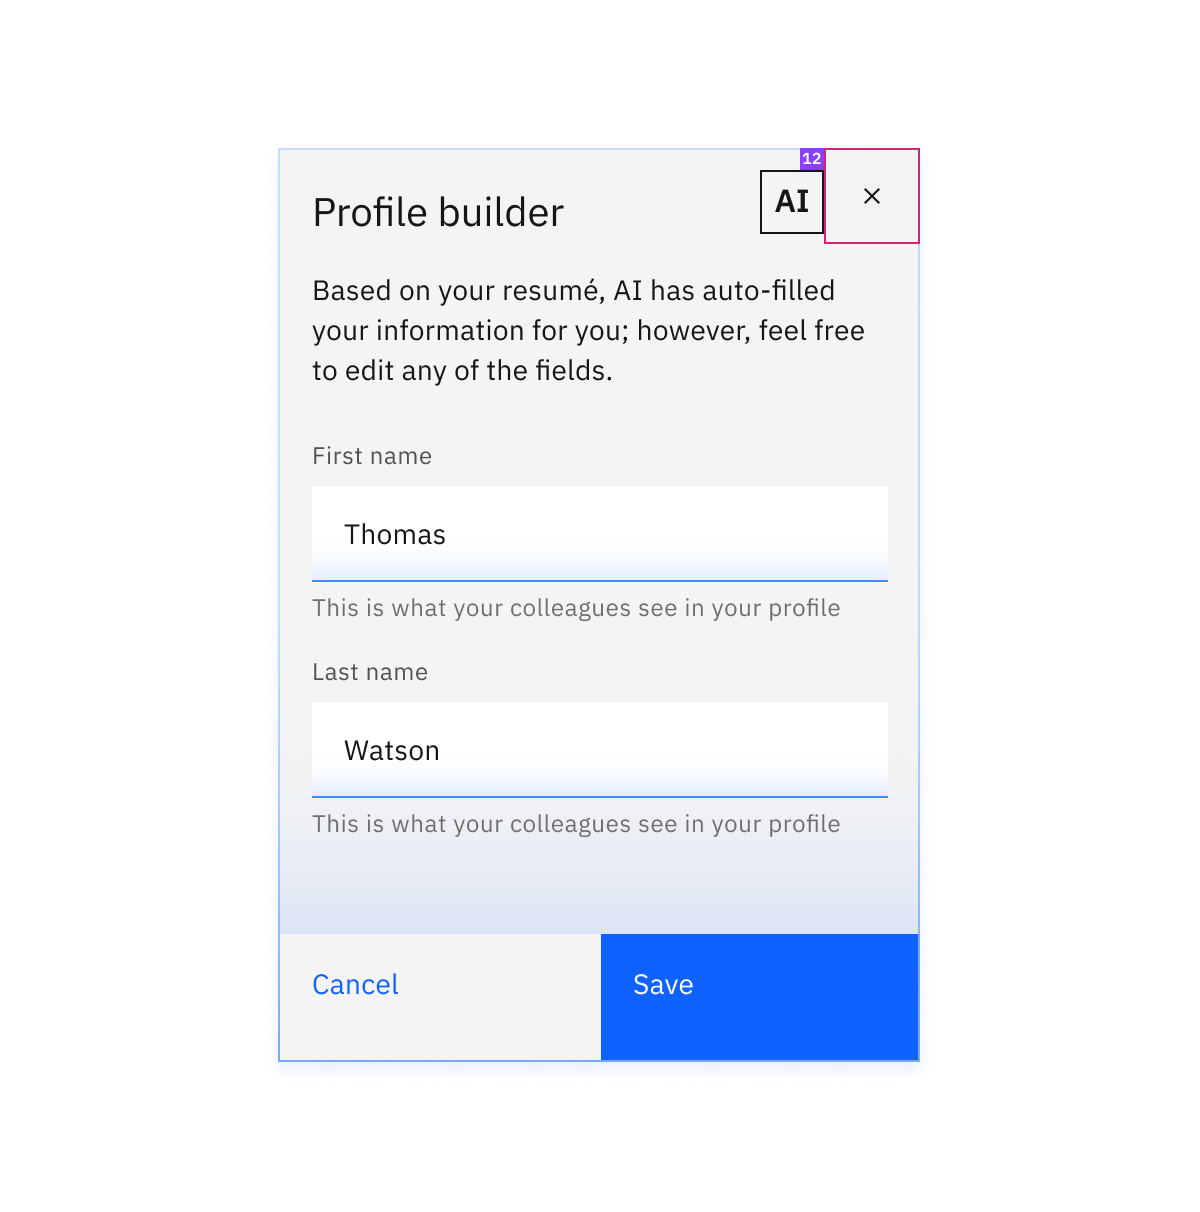 12
Profile builder
AI
Based on your resumé, AI has auto-filled
your information for you; however, feel free
to edit any of the fields.
First name
Thomas
This is what your colleagues see in your profile
Last name
Watson
This is what your colleagues see in your profile
Cancel
Save